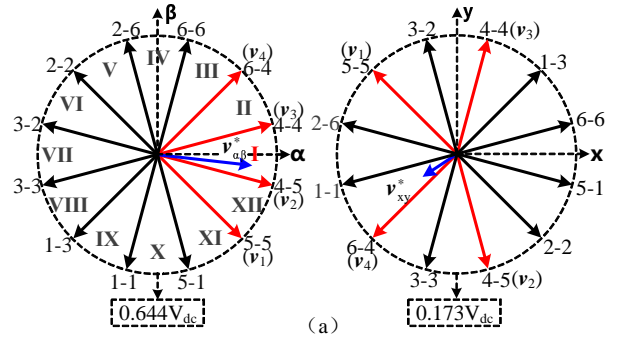 β
y
2-6
6-6
3-2
4-4(v3)
IV
V
III
(v4)
6-4
(v1)
5-5
1-3
2-2
VI
II
(v3)
4-4
2-6
6-6
3-2
v*αβ
VII
I
α
x
3-3
4-5
(v2)
1-1
v*xy
5-1
VIII
XII
1-3
IX
X
XI
5-5
(v1)
6-4
(v4)
2-2
1-1
5-1
3-3
4-5(v2)
0.644Vdc
(a)
0.173Vdc